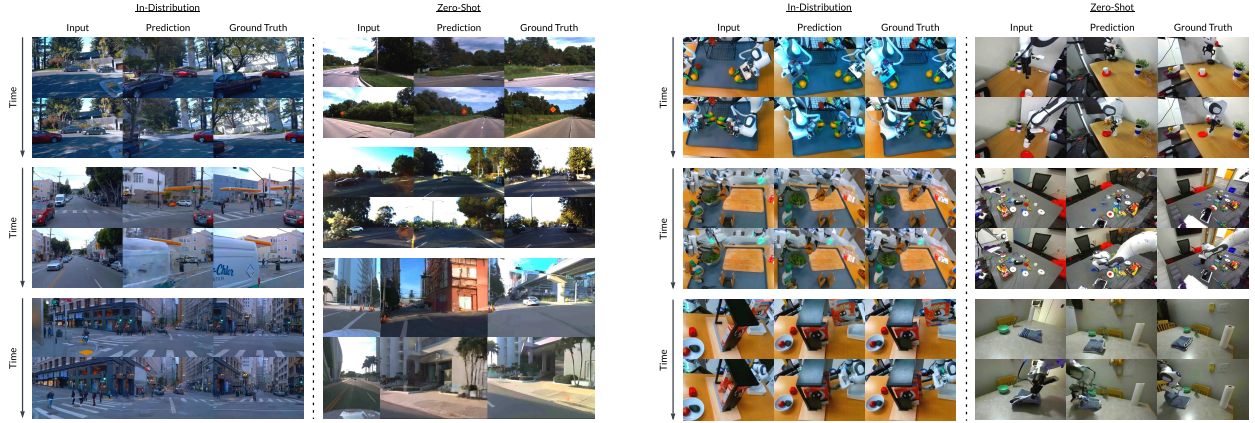 In-Distribution
Zero-Shot
Input
Prediction
Ground Truth
Input
Prediction
Ground Truth
Time
Time
Time
Chlor
In-Distribution
Zero-Shot
Input
Prediction
Ground Truth
Input
Prediction
Ground Truth
Time
Time
Time